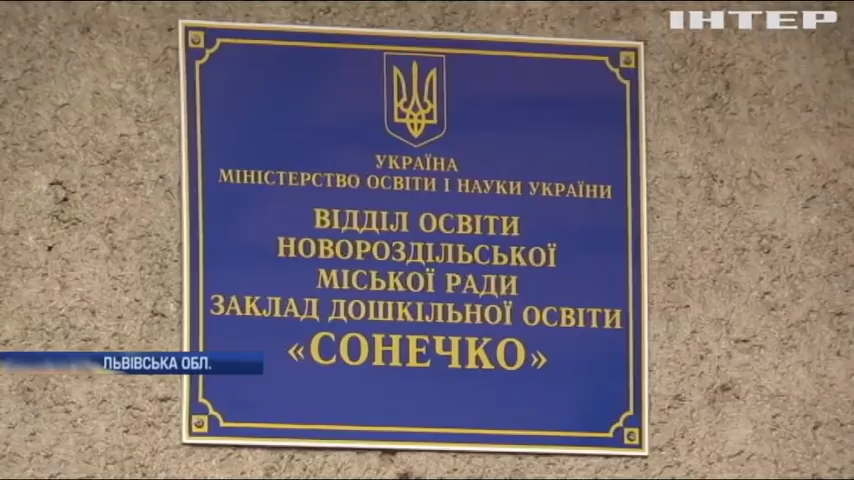 ІНТЕР
УКРАЇНА
МІНІСТЕРСТВО ОСВІТИ І НАУКИ УКРАЇНИ
ВІДДІЛ ОСВІТИ
НОВОРОЗДІЛЬСЬКОЇ
МІСЬКОЇ РАДИ
ЗАКЛАД ДОШКІЛЬНОЇ ОСВІТИ
«СОНЕЧКО»
ЛЬВІВСЬКА ОБЛ.